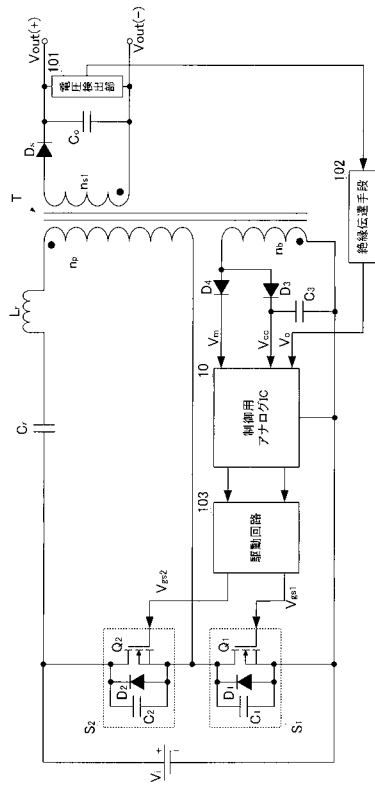 Vout(+)
Vout(-)
101
電圧検出部
Ds
Co
ns1
T
np
nb
Lr
Cr
102
絶縁伝達手段
D4
D3
C3
Vm
Vcc
Vo
10
制御用
アナログIC
103
駆動回路
Vgs2
Vgs1
S2
Q2
D2
C2
Q1
D1
C1
S1
Vi
+
-